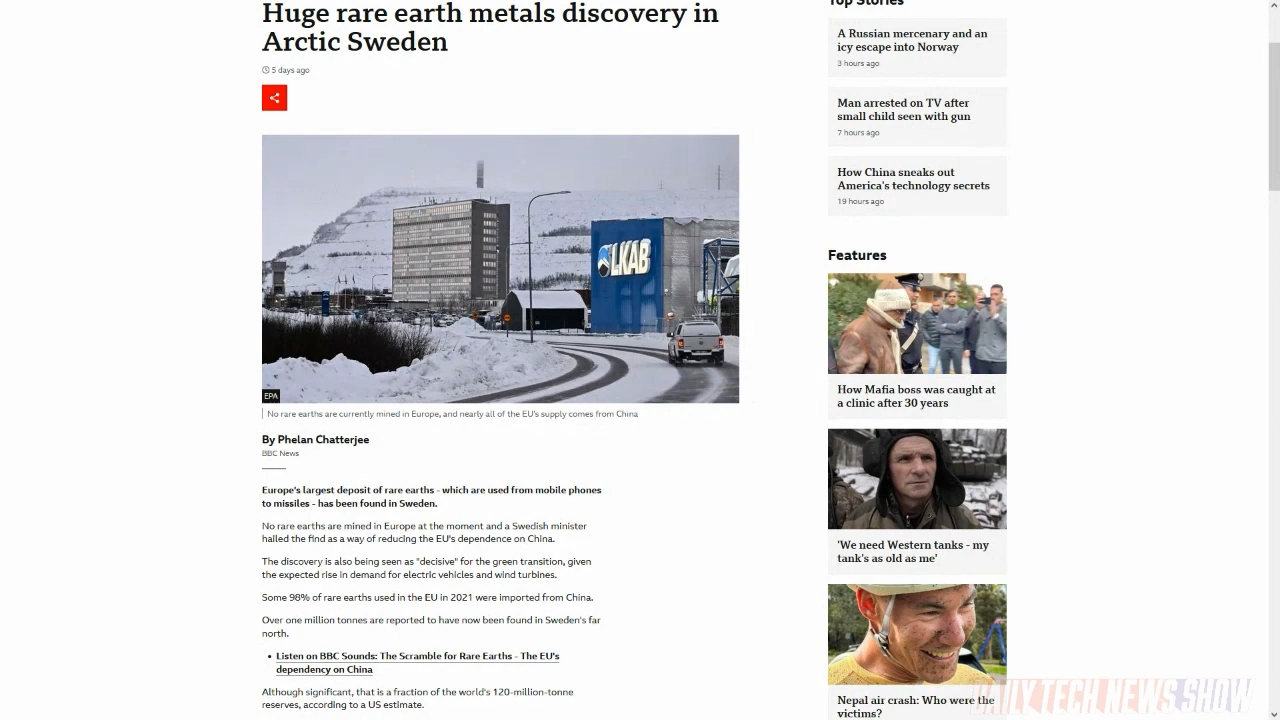 Huge rare earth metals discovery in
Arctic Sweden
5 days ago
LKAB
EPA
No rare earths are currently mined in Europe, and nearly all of the EU's supply comes from China
By Phelan Chatterjee
BBC News
Europe's largest deposit of rare earths - which are used from mobile phones
to missiles - has been found in Sweden.
No rare earths are mined in Europe at the moment and a Swedish minister
hailed the find as a way of reducing the EU's dependence on China.
The discovery is also being seen as "decisive" for the green transition, given
the expected rise in demand for electric vehicles and wind turbines.
Some 98% of rare earths used in the EU in 2021 were imported from China.
Over one million tonnes are reported to have now been found in Sweden's far
north.
• Listen on BBC Sounds: The Scramble for Rare Earths - The EU's
dependency on China
Although significant, that is a fraction of the world's 120-million-tonne
reserves, according to a US estimate.
Top Stories
A Russian mercenary and an
icy escape into Norway
3 hours ago
Man arrested on TV after
small child seen with gun
7 hours ago
How China sneaks out
America's technology secrets
19 hours ago
Features
How Mafia boss was caught at
a clinic after 30 years
'We need Western tanks - my
tank's as old as me'
Nepal air crash: Who were the
victims?
DAILY TECH NEWS SHOW